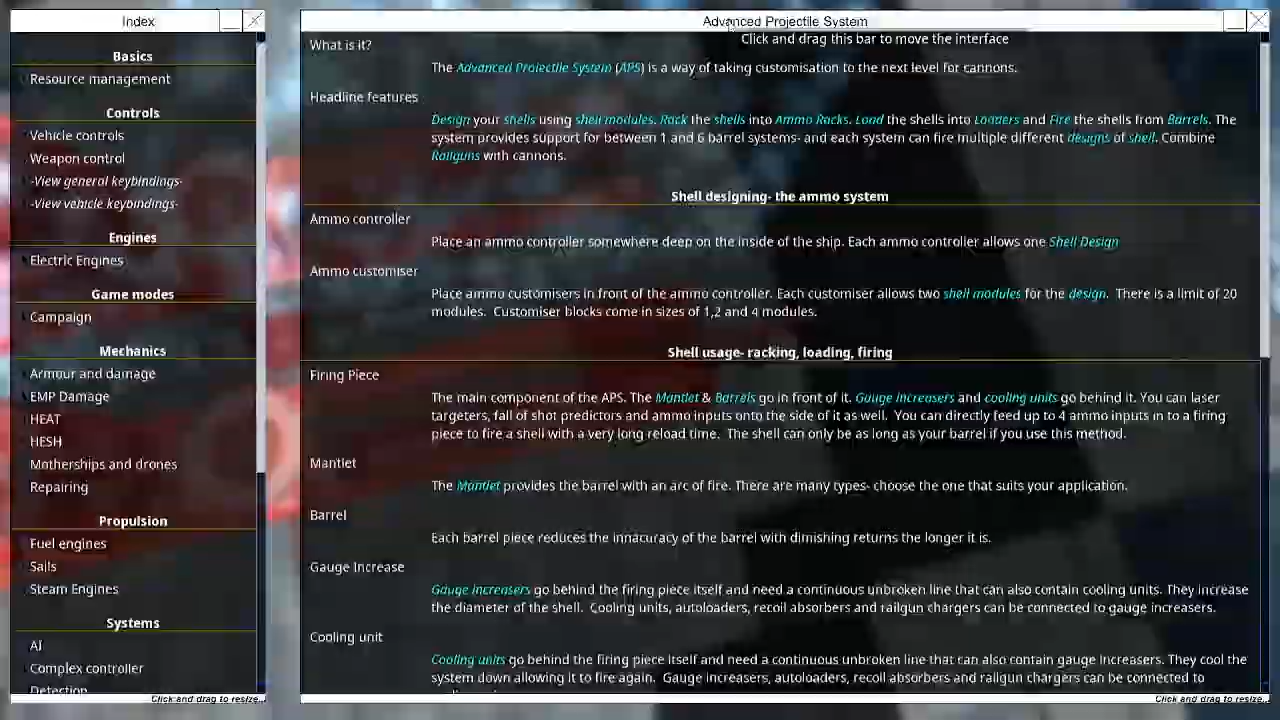 Index
Basics
Resource management
Controls
Vehicle controls
Weapon control
-View general keybindings-
-View vehicle keybindings-
Engines
Electric Engines
Game modes
Campaign
Mechanics
Armour and damage
EMP Damage
HEAT
HESH
Motherships and drones
Repairing
Propulsion
Fuel engines
Sails
Steam Engines
Systems
AI
Complex controller
Detection
Click and drag to resize..
Advanced Projectile System
Click and drag this bar to move the interface
What is it?
The Advanced Projectile System (APS) is a way of taking customisation to the next level for cannons.
Headline features
Design your shells using shell modules. Rack the shells into Ammo Racks. Load the shells into Loaders and Fire the shells from Barrels. The
system provides support for between 1 and 6 barrel systems- and each system can fire multiple different designs of shell. Combine
Railguns with cannons.
Shell designing- the ammo system
Ammo controller
Place an ammo controller somewhere deep on the inside of the ship. Each ammo controller allows one Shell Design
Ammo customiser
Place ammo customisers in front of the ammo controller. Each customiser allows two shell modules for the design. There is a limit of 20
modules. Customiser blocks come in sizes of 1,2 and 4 modules.
Shell usage- racking, loading, firing
Firing Piece
The main component of the APS. The Mantlet & Barrels go in front of it. Gauge Increasers and cooling units go behind it. You can laser
targeters, fall of shot predictors and ammo inputs onto the side of it as well. You can directly feed up to 4 ammo inputs in to a firing
piece to fire a shell with a very long reload time. The shell can only be as long as your barrel if you use this method.
Mantlet
The Mantlet provides the barrel with an arc of fire. There are many types- choose the one that suits your application.
Barrel
Each barrel piece reduces the innacuracy of the barrel with dimishing returns the longer it is.
Gauge Increase
Gauge increasers go behind the firing piece itself and need a continuous unbroken line that can also contain cooling units. They increase
the diameter of the shell. Cooling units, autoloaders, recoil absorbers and railgun chargers can be connected to gauge increasers.
Cooling unit
Cooling units go behind the firing piece itself and need a continuous unbroken line that can also contain gauge increasers. They cool the
system down allowing it to fire again. Gauge increasers, autoloaders, recoil absorbers and railgun chargers can be connected to
Click and drag to resize..